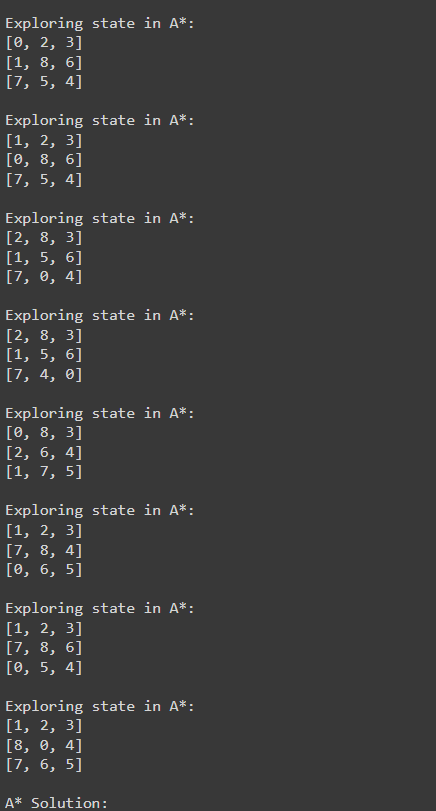 Exploring state in A*:
[0, 2, 3]
[1, 8, 6]
[7, 5, 4]
Exploring state in A*:
[1, 2, 3]
[0, 8, 6]
[7, 5, 4]
Exploring state in A*:
[2, 8, 3]
[1, 5, 6]
[7, 0, 4]
Exploring state in A*:
[2, 8, 3]
[1, 5, 6]
[7, 4, 0]
Exploring state in A*:
[0, 8, 3]
[2, 6, 4]
[1, 7, 5]
Exploring state in A*:
[1, 2, 3]
[7, 8, 4]
[0, 6, 5]
Exploring state in A*:
[1, 2, 3]
[7, 8, 6]
[0, 5, 4]
Exploring state in A*:
[1, 2, 3]
[8, 0, 4]
[7, 6, 5]
A* Solution: